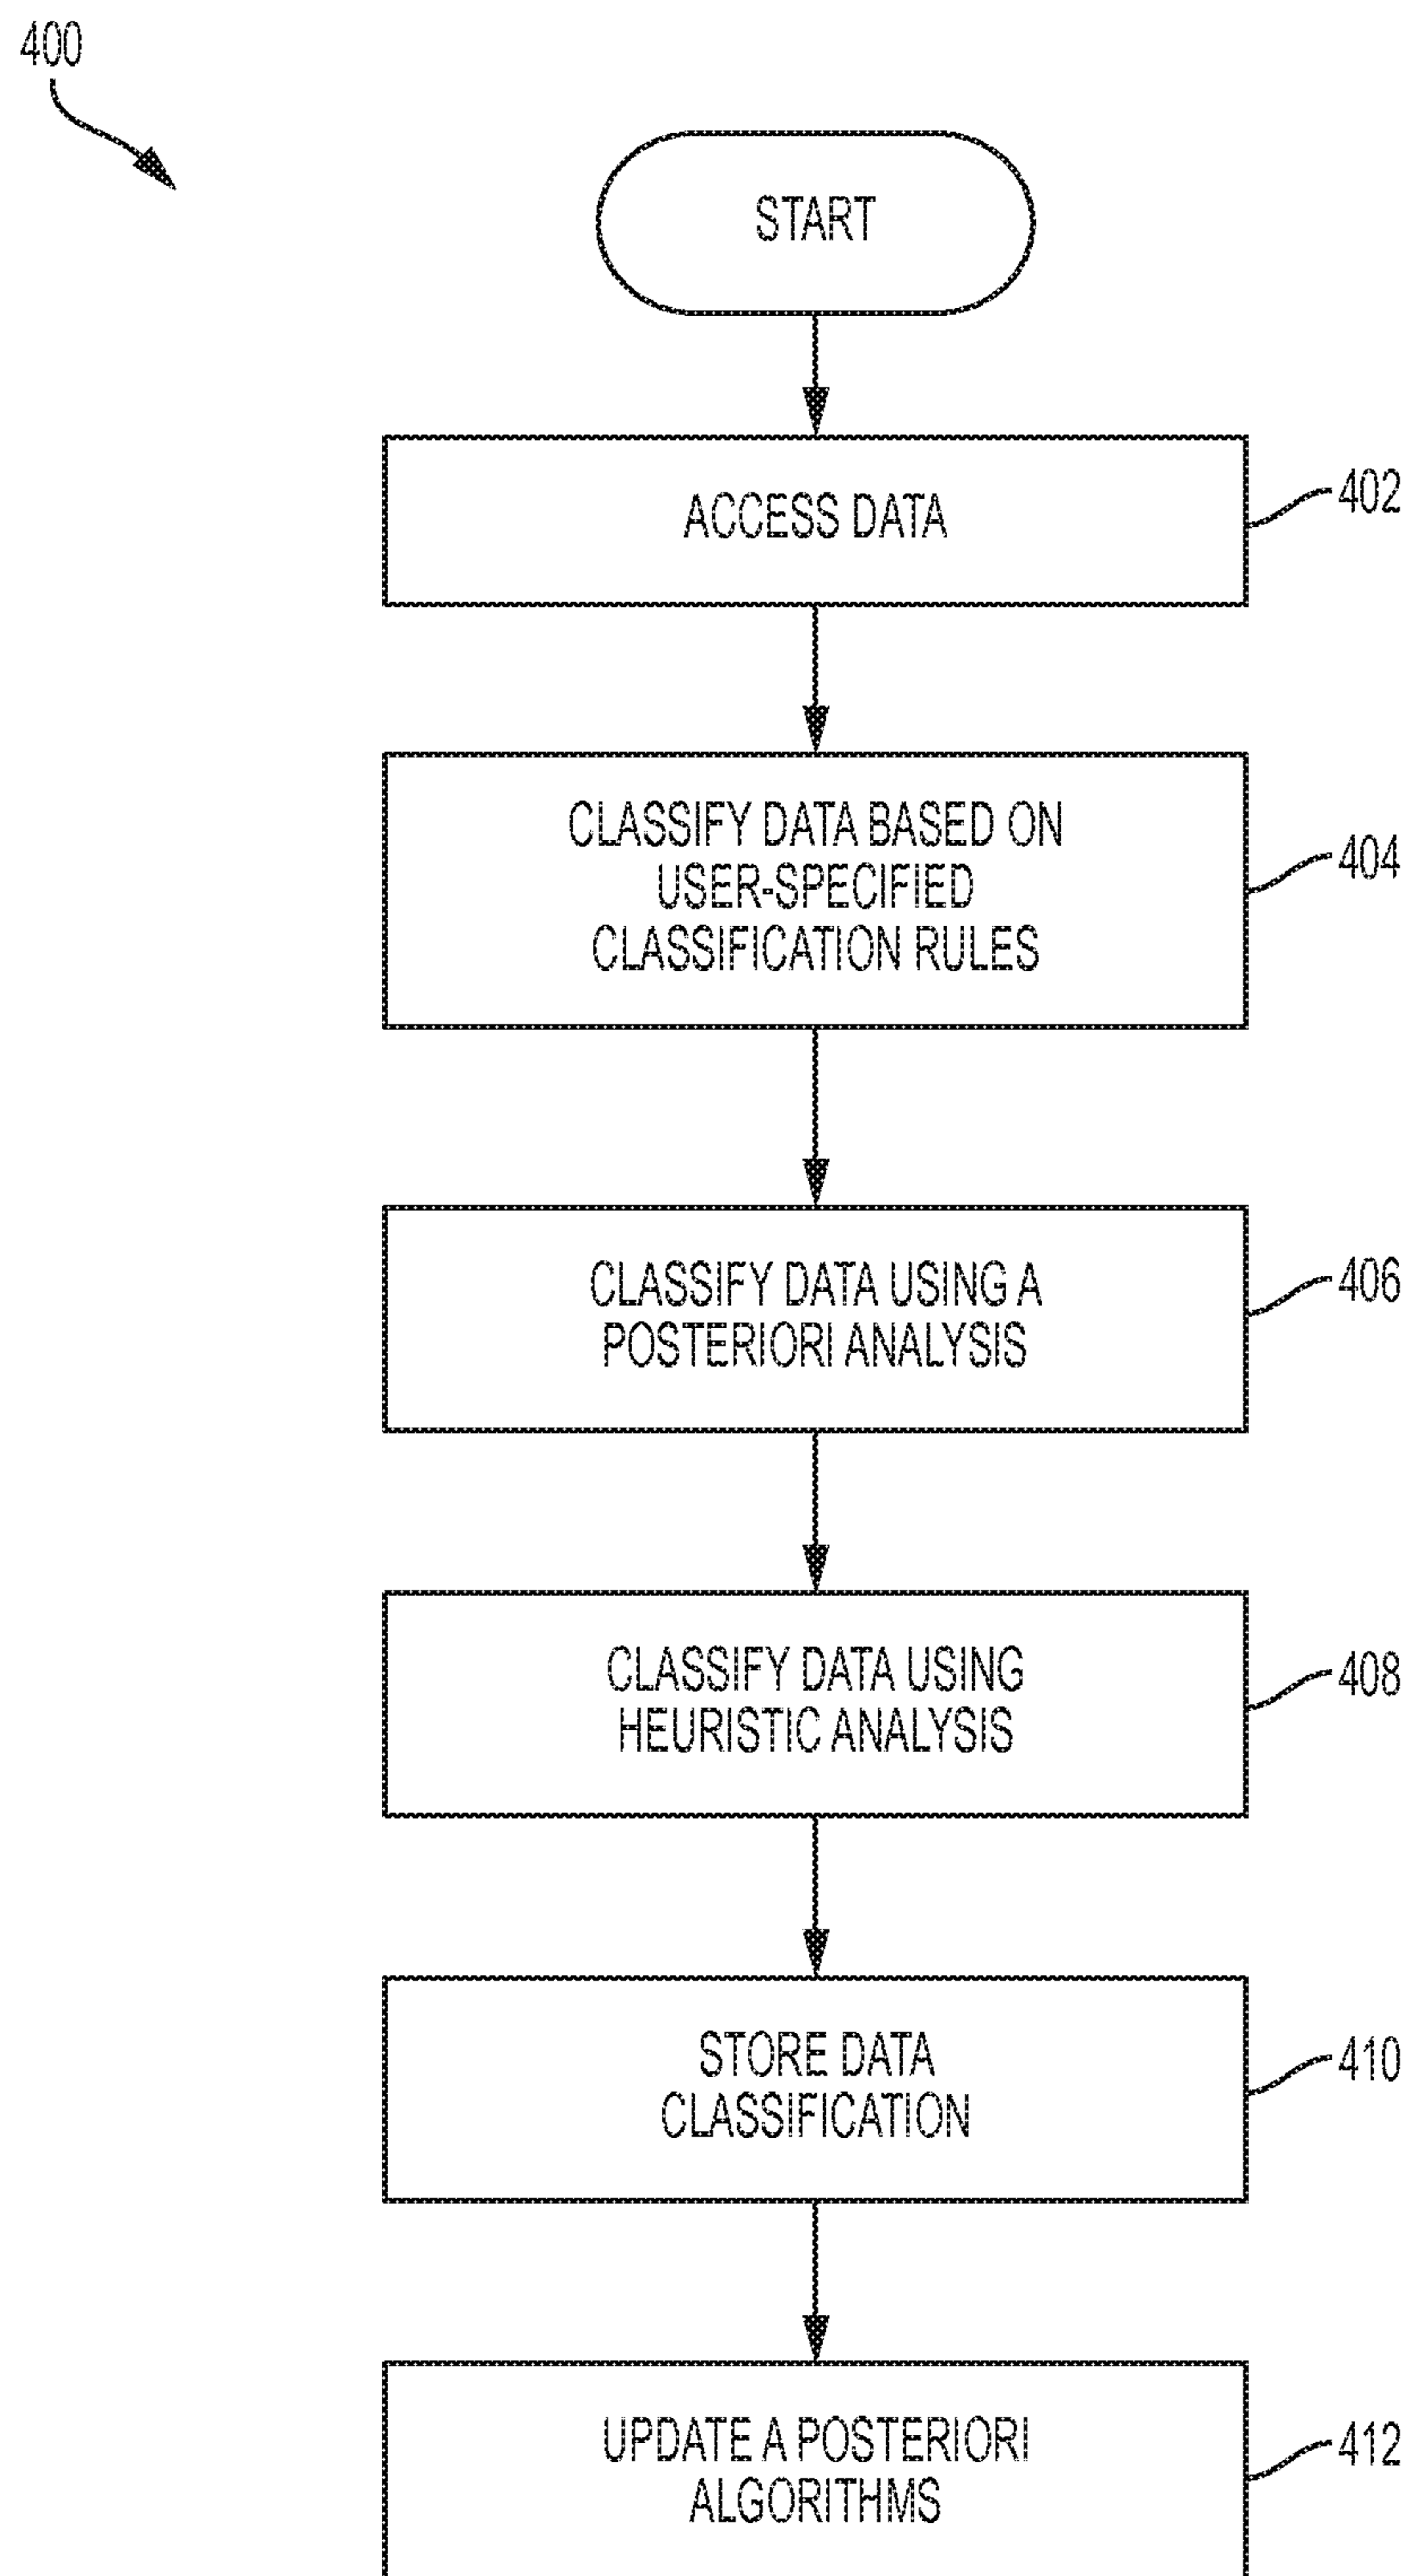 400
START
ACCESS DATA
402
CLASSIFY DATA BASED ON
USER-SPECIFIED
CLASSIFICATION RULES
404
CLASSIFY DATA USING A
POSTERIORI ANALYSIS
406
CLASSIFY DATA USING
HEURISTIC ANALYSIS
408
STORE DATA
CLASSIFICATION
410
UPDATE A POSTERIORI
ALGORITHMS
412